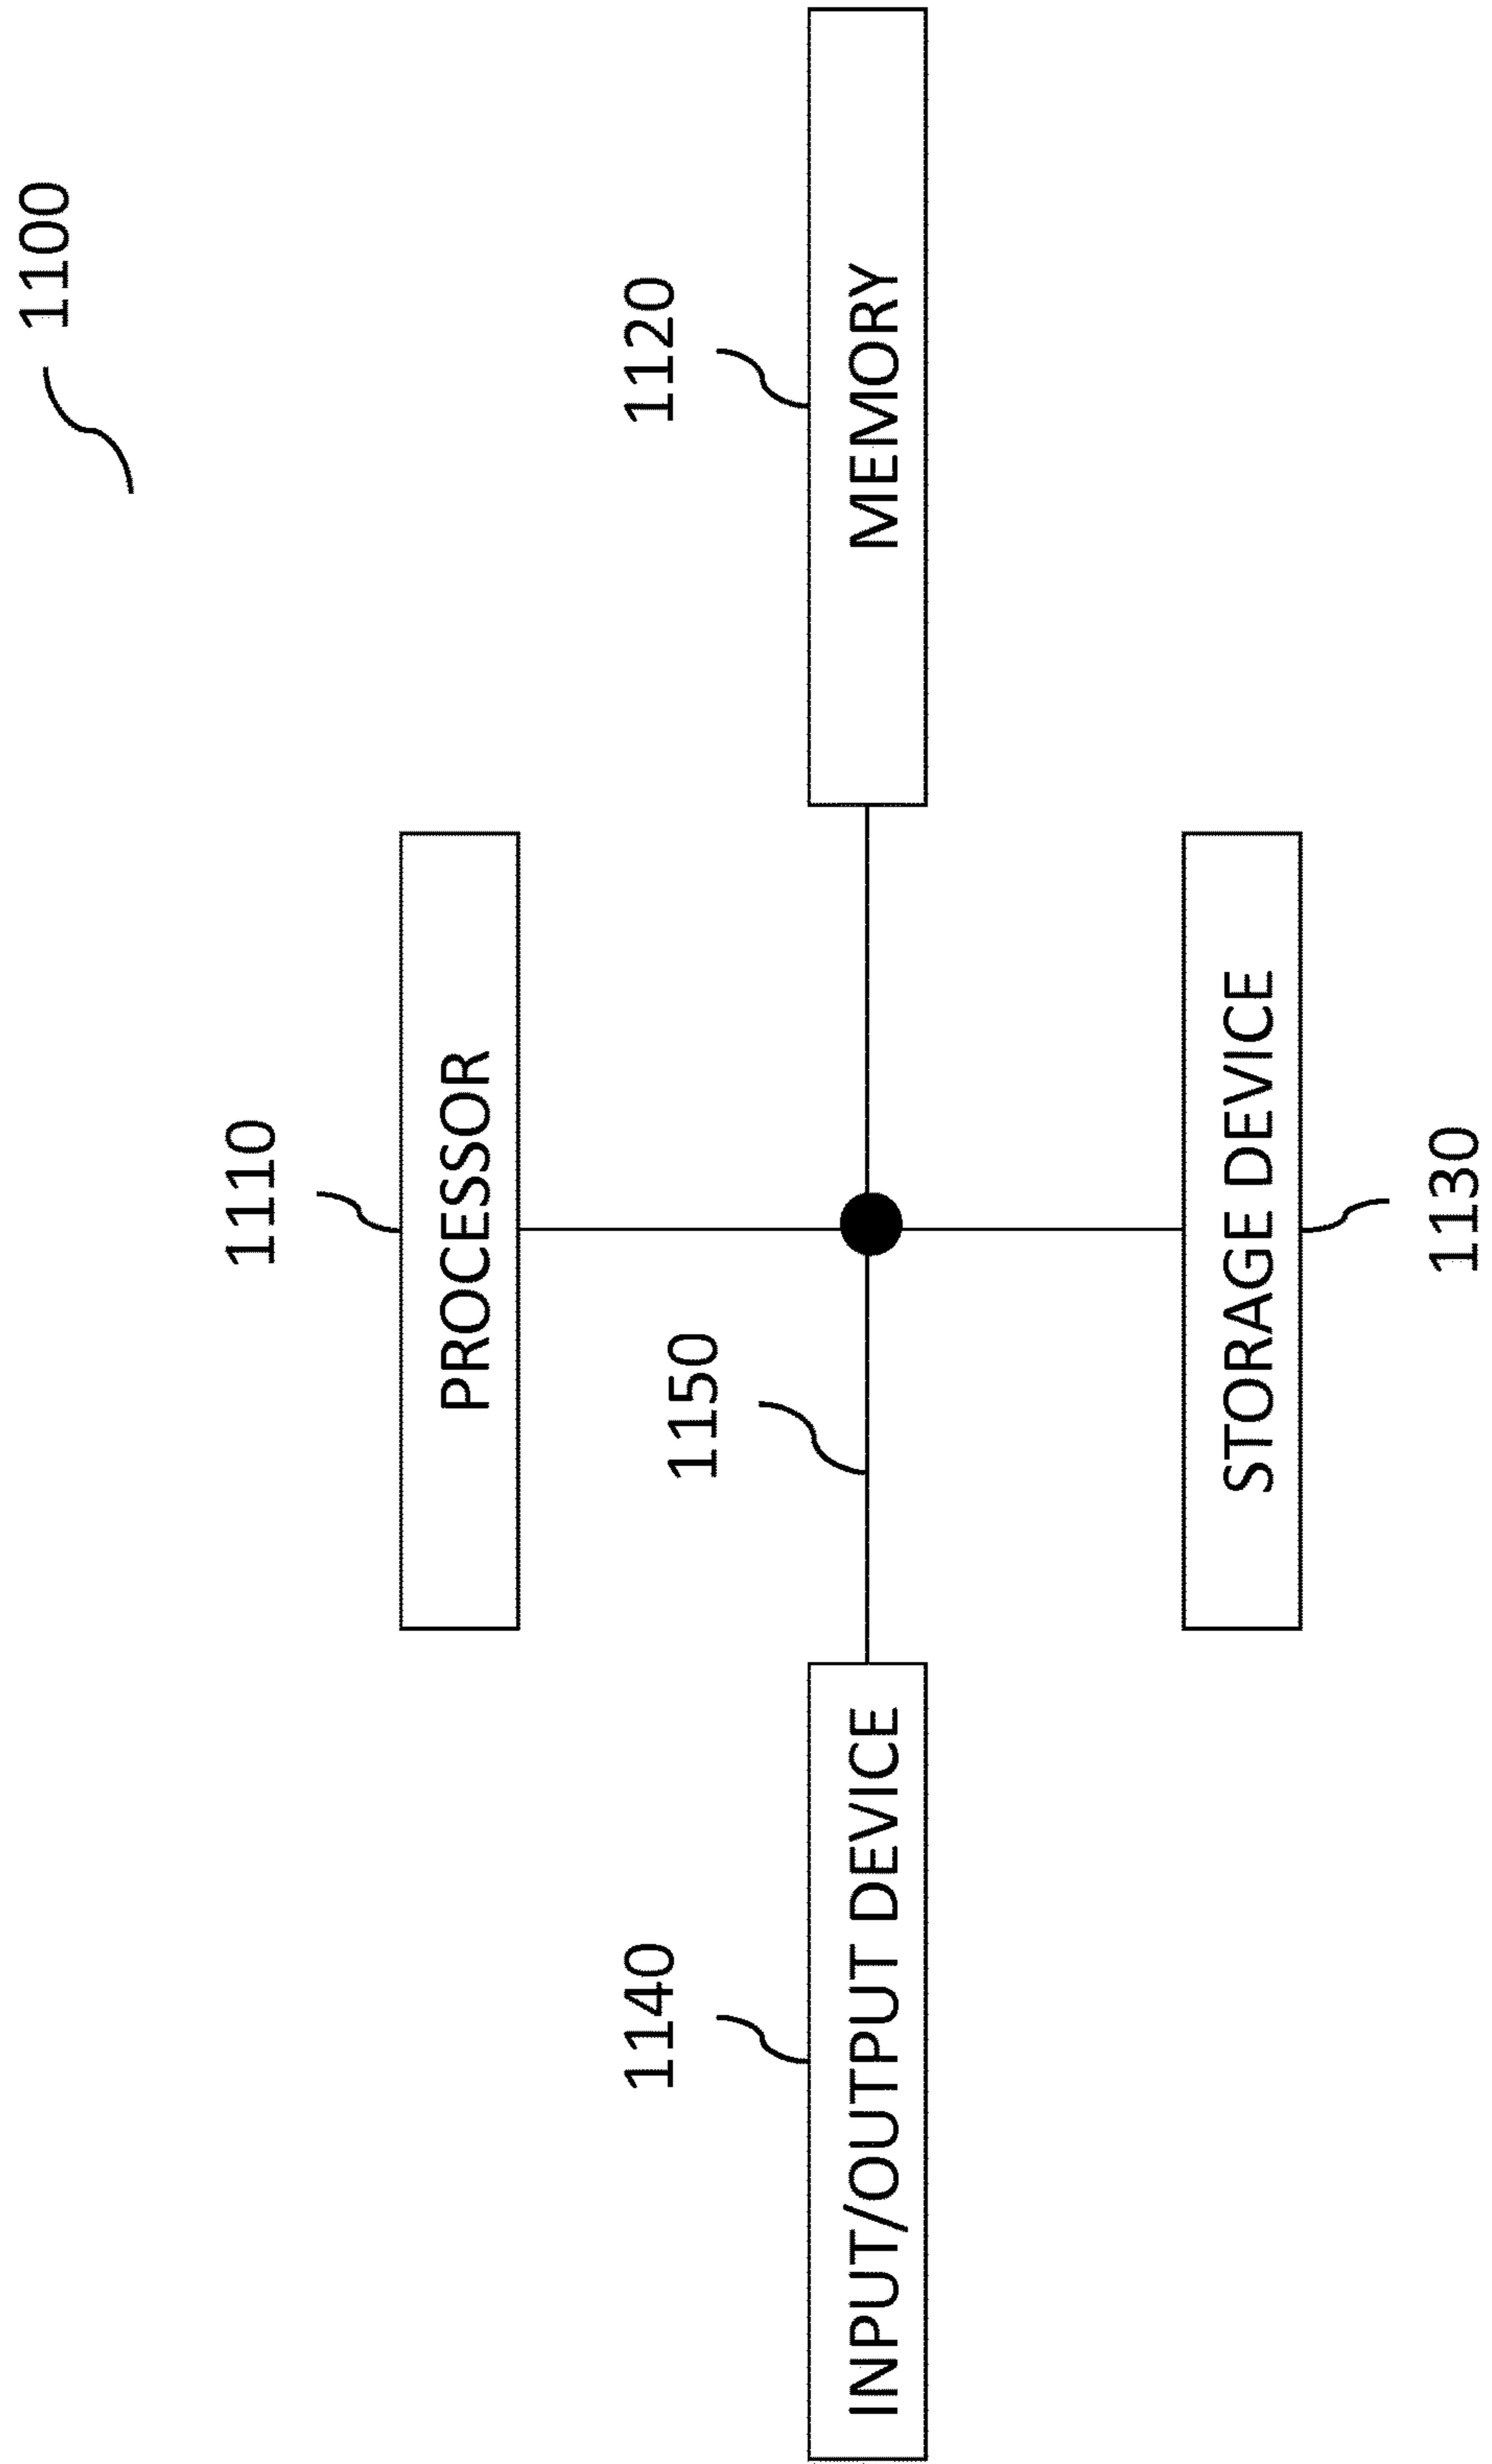 1100
1110
PROCESSOR
1140
1150
1120
INPUT/OUTPUT DEVICE
MEMORY
STORAGE DEVICE
1130